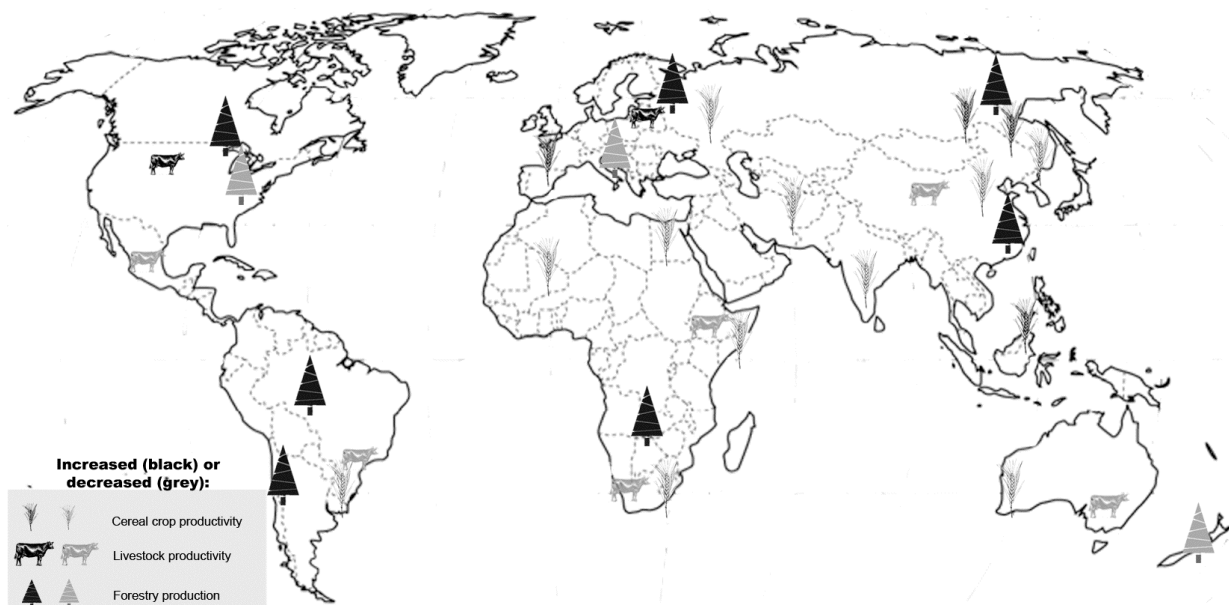 Increased (black) or
decreased (grey):
Cereal crop productivity
Livestock productivity
Forestry production